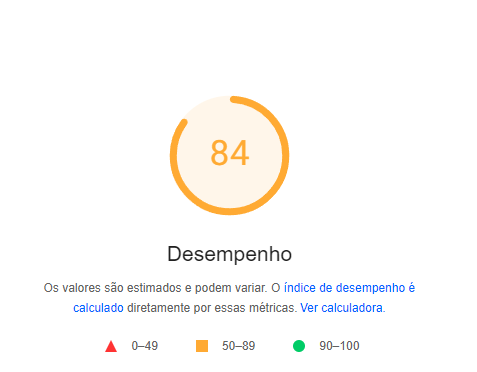 84
Desempenho
Os valores são estimados e podem variar. O índice de desempenho é
calculado diretamente por essas métricas. Ver calculadora.
0–49 50–89 90–100